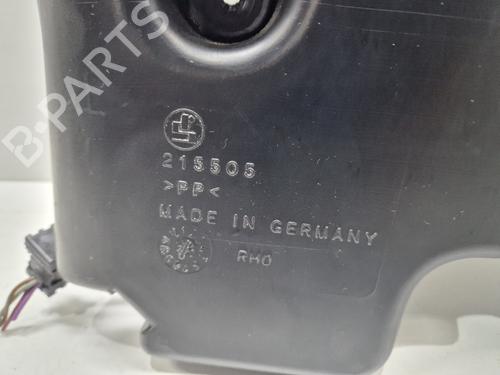 B-PARTS
215505
>PP<
MADE IN GERMANY
RHO